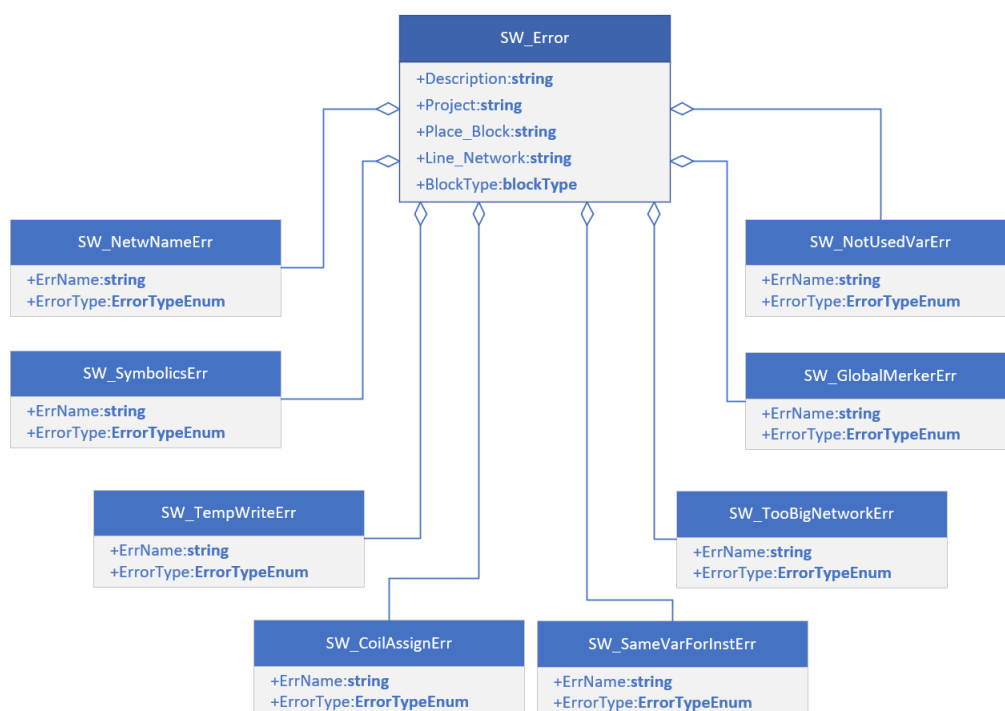 SW_Error
+Description:string
+Project:string
+Place_Block:string
+Line_Network:string
+BlockType:blockType
SW_NetwNameErr
+ErrName:string
+ErrorType:ErrorTypeEnum
SW_NotUsedVarErr
+ErrName:string
+ErrorType:ErrorTypeEnum
SW_SymbolicsErr
+ErrName:string
+ErrorType:ErrorTypeEnum
SW_GlobalMerkerErr
+ErrName:string
+ErrorType:ErrorTypeEnum
SW_TempWriteErr
+ErrName:string
+ErrorType:ErrorTypeEnum
SW_TooBigNetworkErr
+ErrName:string
+ErrorType:ErrorTypeEnum
SW_CoilAssignErr
+ErrName:string
+ErrorType:ErrorTypeEnum
SW_SameVarForInstErr
+ErrName:string
+ErrorType:ErrorTypeEnum